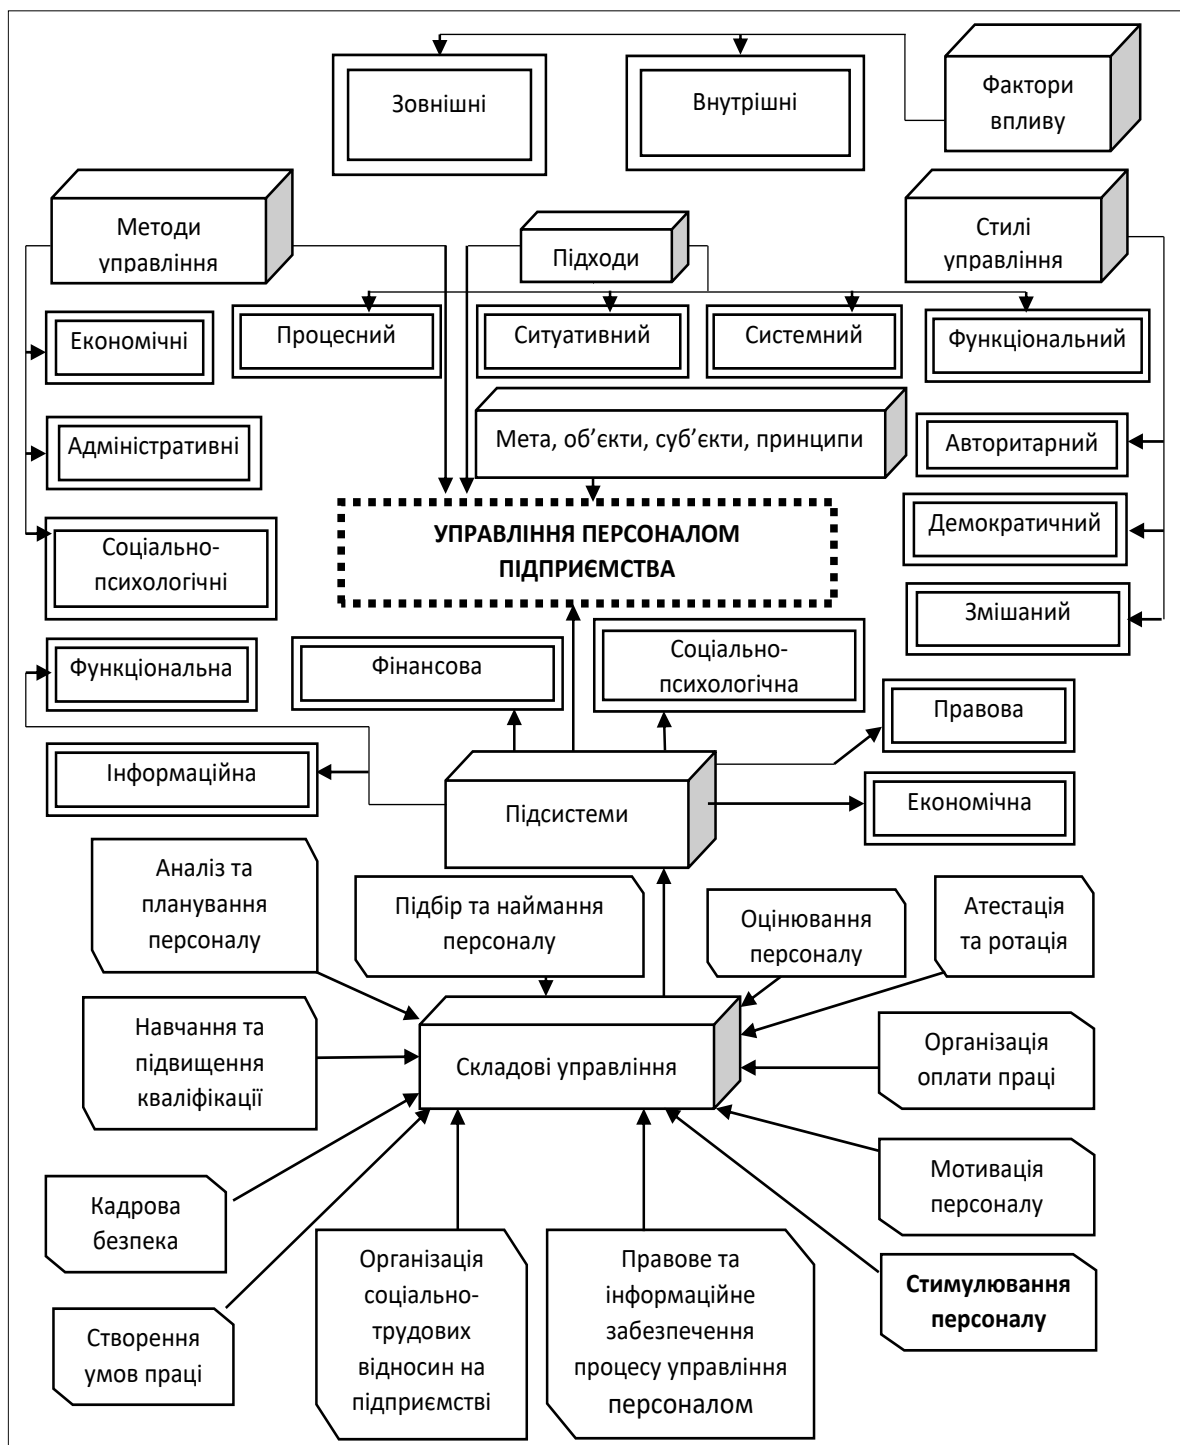 Фактори
впливу
Зовнішні
Внутрішні
Методи
управління
Підходи
Стилі
управління
Економічні
Процесний
Ситуативний
Системний
Функціональний
Адміністративні
Мета, об’єкти, суб’єкти, принципи
Авторитарний
Соціально-
психологічні
УПРАВЛІННЯ ПЕРСОНАЛОМ
ПІДПРИЄМСТВА
Демократичний
Змішаний
Функціональна
Фінансова
Соціально-
психологічна
Правова
Інформаційна
Підсистеми
Економічна
Аналіз та
планування
персоналу
Підбір та наймання
персоналу
Оцінювання
персоналу
Атестація
та ротація
Навчання та
підвищення
кваліфікації
Складові управління
Організація
оплати праці
Кадрова
безпека
Мотивація
персоналу
Створення
умов праці
Організація
соціально-
трудових
відносин на
підприємстві
Правове та
інформаційне
забезпечення
процесу управління
персоналом
Стимулювання
персоналу